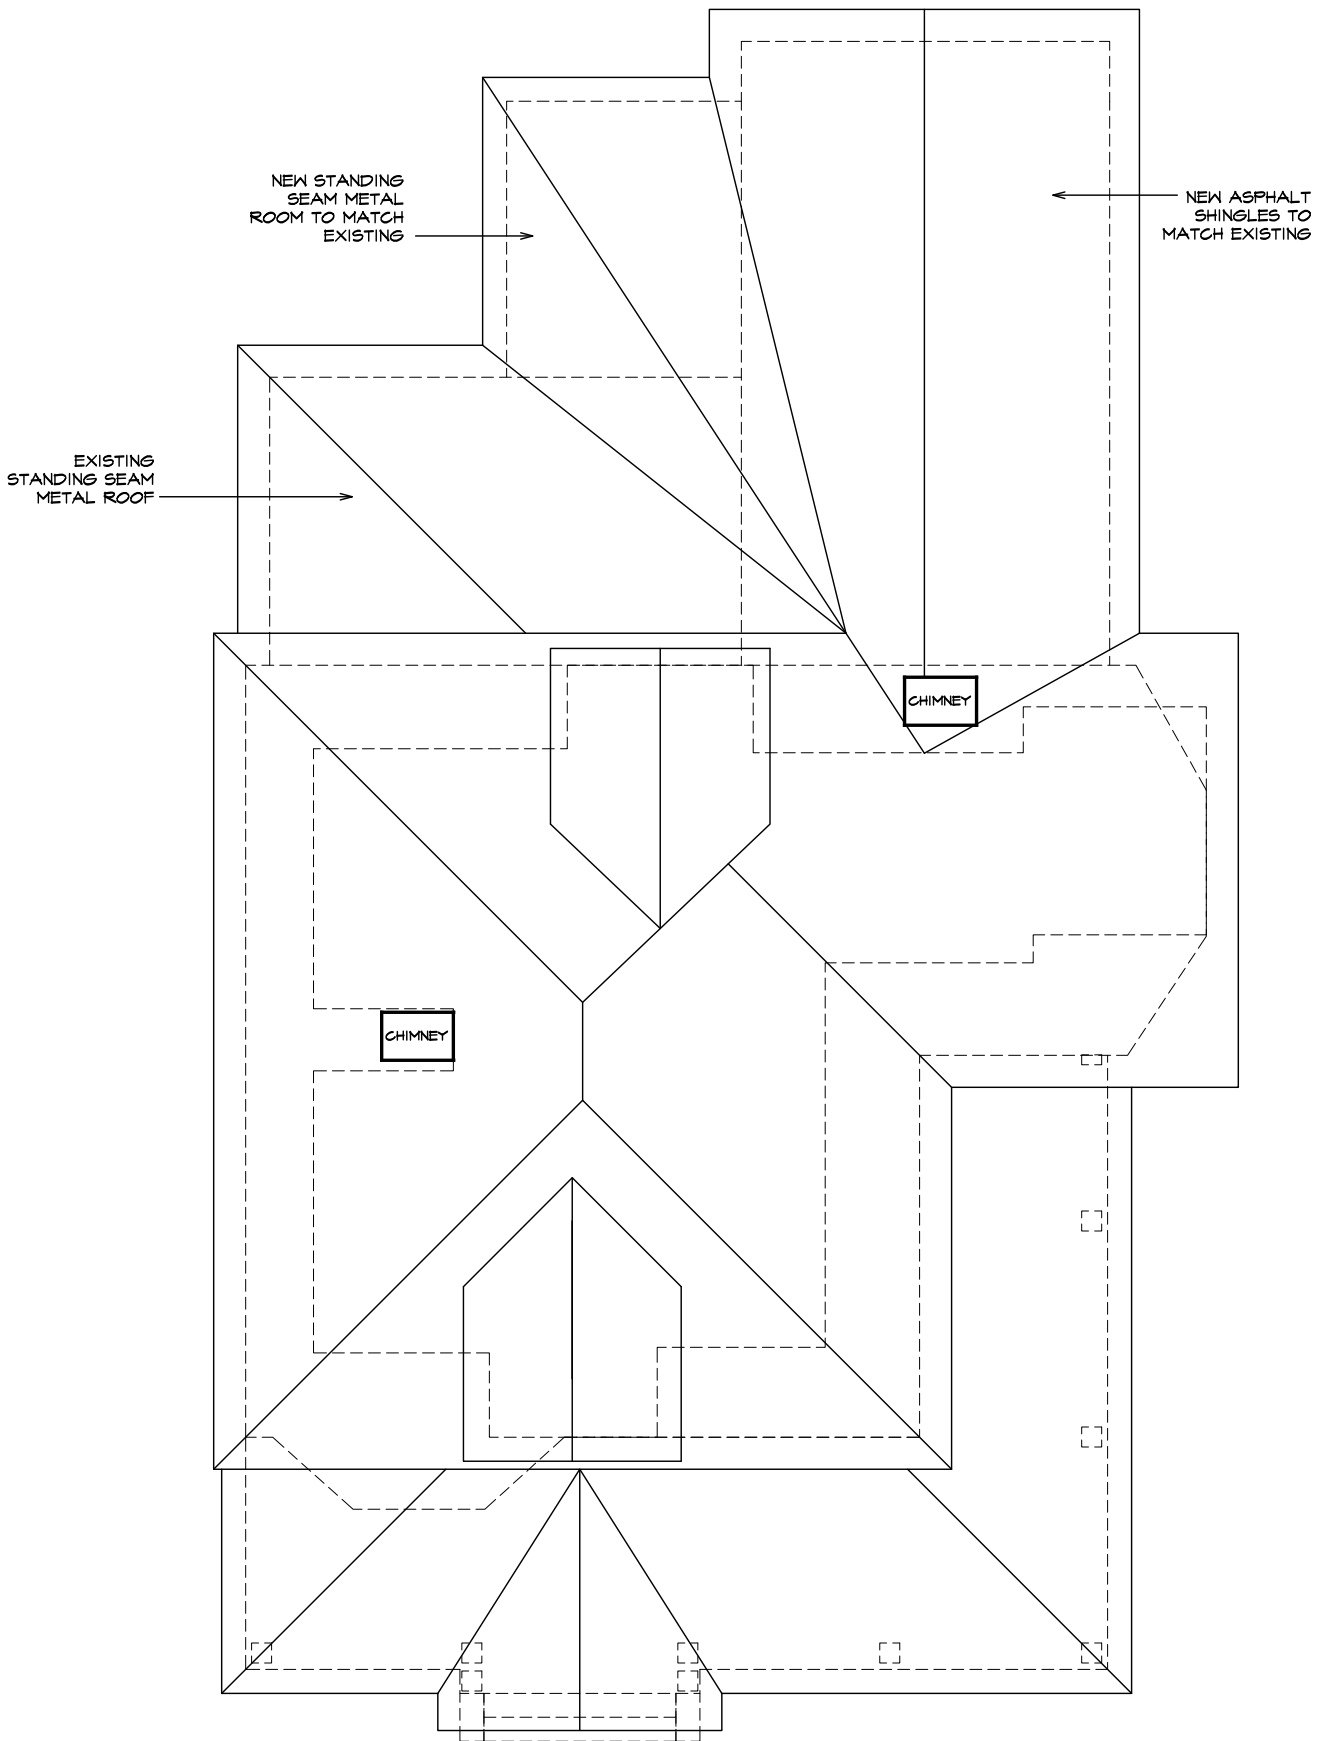 NEW STANDING
SEAM METAL
ROOM TO MATCH
EXISTING
NEW ASPHALT
SHINGLES TO
MATCH EXISTING
EXISTING
STANDING SEAM
METAL ROOF
CHIMNEY
CHIMNEY